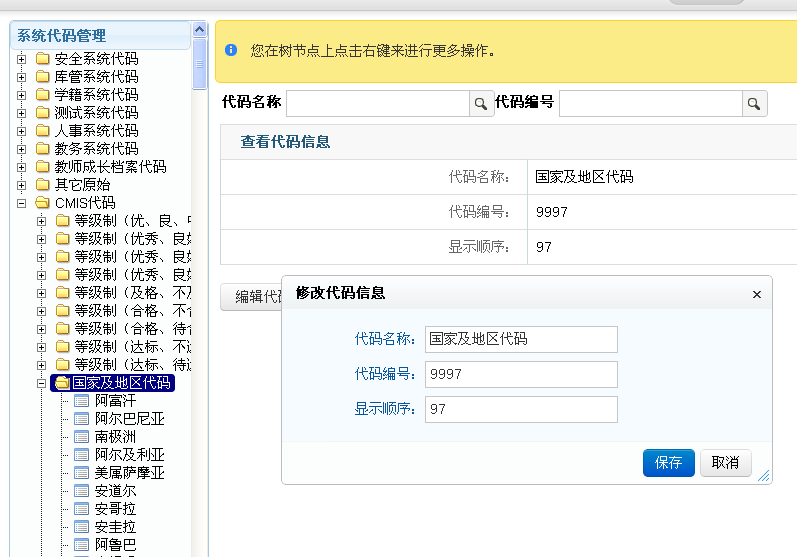 系统代码管理
安全系统代码
库管系统代码
学籍系统代码
测试系统代码
人事系统代码
教务系统代码
教师成长档案代码
其它原始
CMIS代码
等级制（优、良、中
等级制（优秀、良好
等级制（优秀、良好
等级制（优秀、良好
等级制（及格、不及
等级制（合格、不合
等级制（合格、待合
等级制（达标、不达
等级制（达标、待达
国家及地区代码
阿富汗
阿尔巴尼亚
南极洲
阿尔及利亚
美属萨摩亚
安道尔
安哥拉
安圭拉
阿鲁巴
您在树节点上点击右键来进行更多操作。
代码名称 代码编号
查看代码信息
代码名称： 国家及地区代码
代码编号： 9997
显示顺序： 97
编辑代码
修改代码信息 ×
代码名称： 国家及地区代码
代码编号： 9997
显示顺序： 97
保存 取消